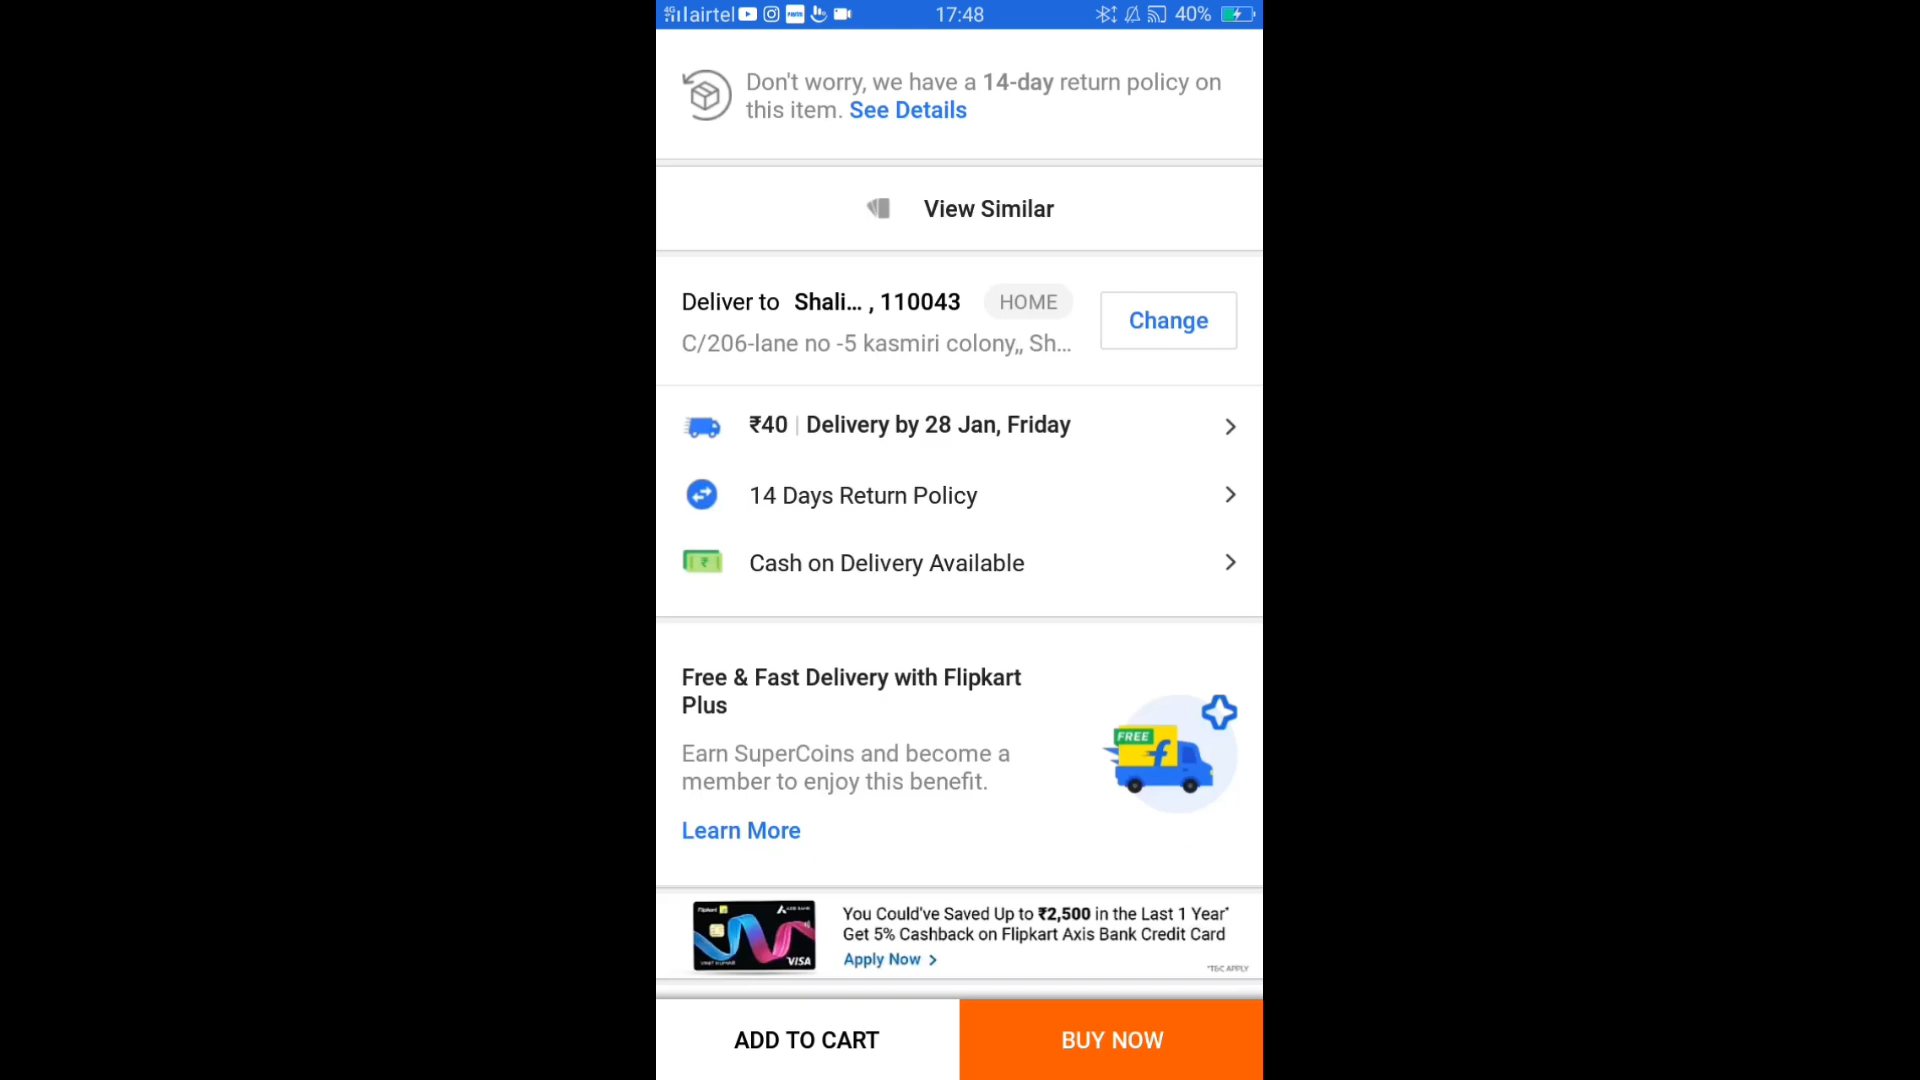 4G airtel 17:48 40%
Don't worry, we have a 14-day return policy on
this item. See Details
View Similar
Deliver to Shali... , 110043 HOME
Change
C/206-lane no -5 kasmiri colony,, Sh...
₹40 | Delivery by 28 Jan, Friday
14 Days Return Policy
₹
Cash on Delivery Available
Free & Fast Delivery with Flipkart
Plus
FREE
Earn SuperCoins and become a
member to enjoy this benefit.
Learn More
Flipkart AXIS BANK
VISA
You Could've Saved Up to ₹2,500 in the Last 1 Year*
Get 5% Cashback on Flipkart Axis Bank Credit Card
Apply Now >
*T&C APPLY
ADD TO CART
BUY NOW